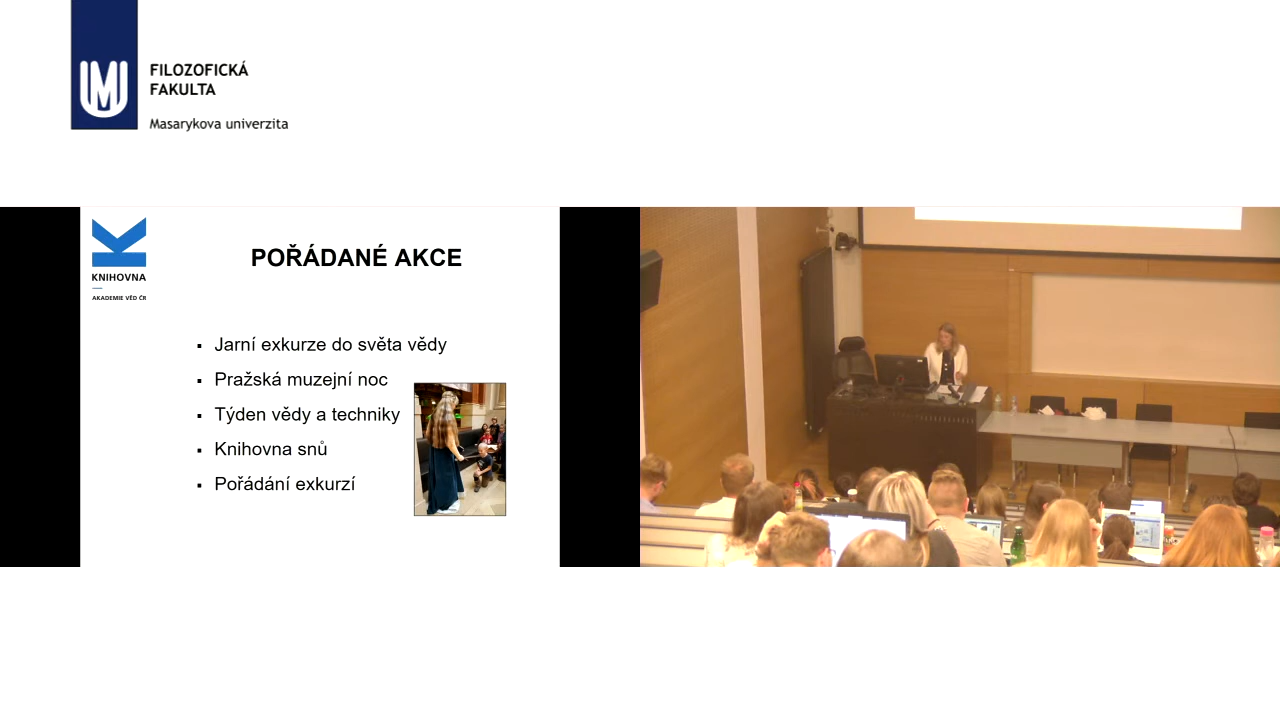 FILOZOFICKÁ
FAKULTA
Masarykova univerzita
KNIHOVNA
AKADEMIE VĚD ČR
POŘÁDANÉ AKCE
▪ Jarní exkurze do světa vědy
▪ Pražská muzejní noc
▪ Týden vědy a techniky
▪ Knihovna snů
▪ Pořádání exkurzí